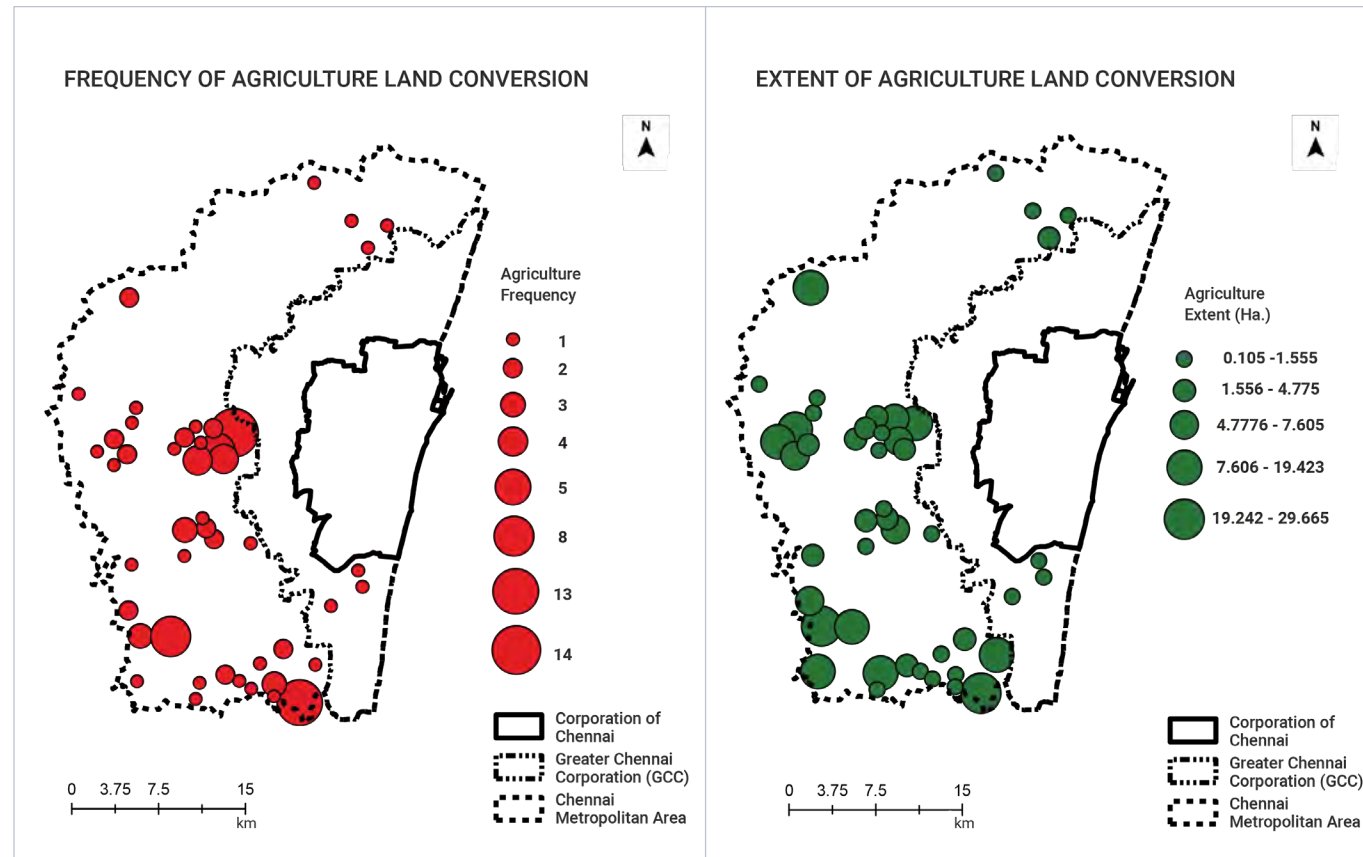 FREQUENCY OF AGRICULTURE LAND CONVERSION
N
Agriculture
Frequency
1
2
3
4
5
8
13
14
Corporation of
Chennai
Greater Chennai
Corporation (GCC)
Chennai
Metropolitan Area
0 3.75 7.5 15
km
EXTENT OF AGRICULTURE LAND CONVERSION
N
Agriculture
Extent (Ha.)
0.105 -1.555
1.556 - 4.775
4.7776 - 7.605
7.606 - 19.423
19.242 - 29.665
Corporation of
Chennai
Greater Chennai
Corporation (GCC)
Chennai
Metropolitan Area
0 3.75 7.5 15
km